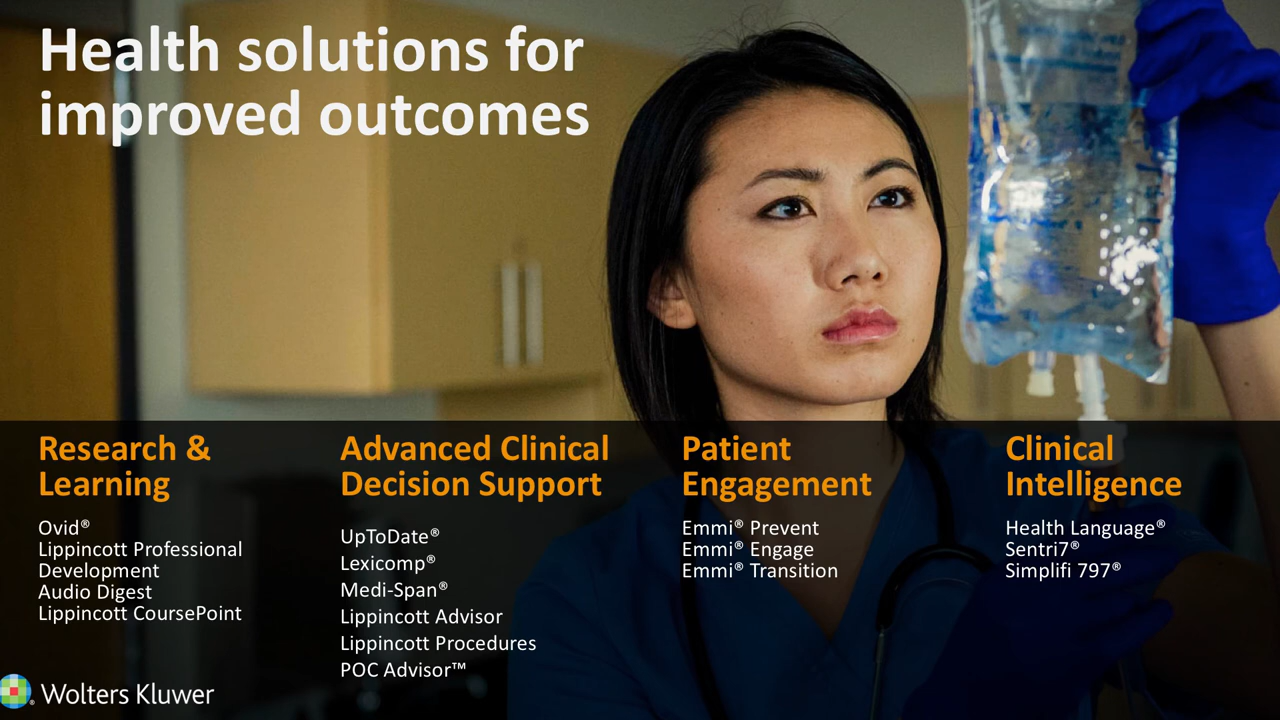 Health solutions for
improved outcomes
Research &
Learning
Ovid®
Lippincott Professional
Development
Audio Digest
Lippincott CoursePoint
Advanced Clinical
Decision Support
UpToDate®
Lexicomp®
Medi-Span®
Lippincott Advisor
Lippincott Procedures
POC Advisor™
Patient
Engagement
Emmi® Prevent
Emmi® Engage
Emmi® Transition
Clinical
Intelligence
Health Language®
Sentri7®
Simplifi 797®
® Wolters Kluwer